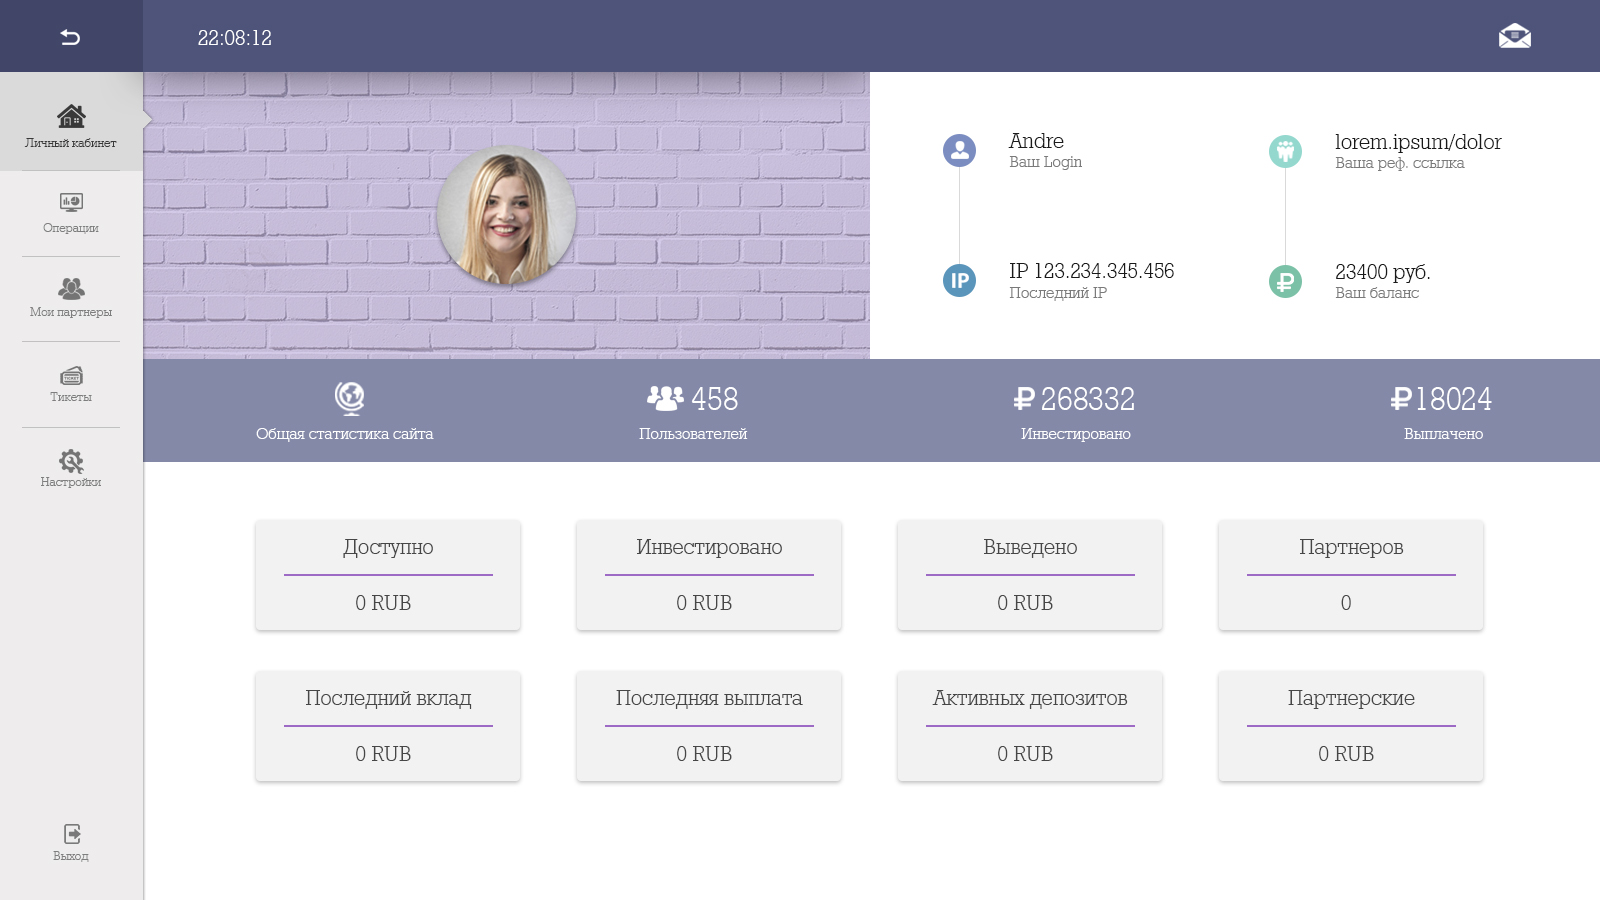 22:08:12
Личный кабинет
Операции
Мои партнеры
Тикеты
Настройки
Выход
Andre
Ваш Login
lorem.ipsum/dolor
Ваша реф. ссылка
IP
IP 123.234.345.456
Последний IP
23400 руб.
Ваш баланс
Общая статистика сайта
458
Пользователей
₽ 268332
Инвестировано
₽18024
Выплачено
Доступно
0 RUB
Инвестировано
0 RUB
Выведено
0 RUB
Партнеров
0
Последний вклад
0 RUB
Последняя выплата
0 RUB
Активных депозитов
0 RUB
Партнерские
0 RUB